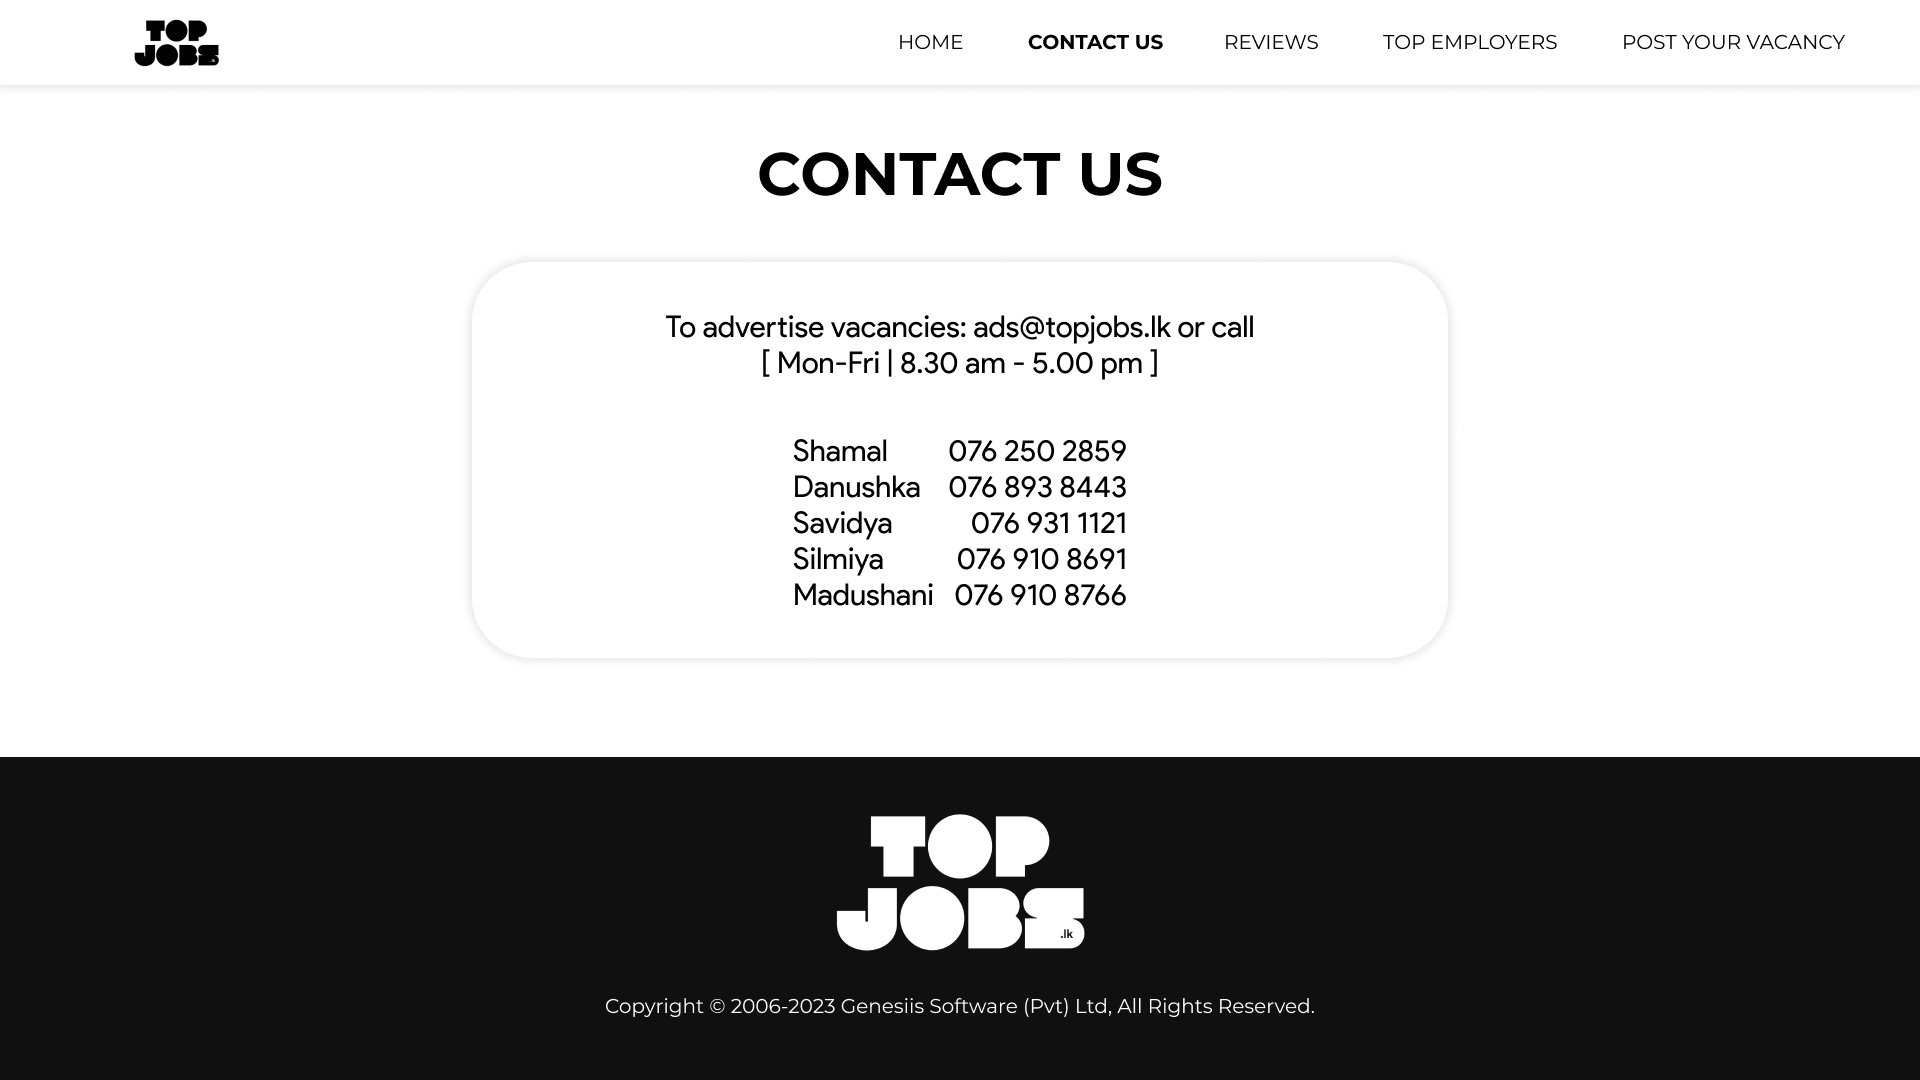 TOP
JOBS
HOME CONTACT US REVIEWS TOP EMPLOYERS POST YOUR VACANCY
CONTACT US
To advertise vacancies: ads@topjobs.lk or call
[ Mon-Fri | 8.30 am - 5.00 pm ]
Shamal 076 250 2859
Danushka 076 893 8443
Savidya 076 931 1121
Silmiya 076 910 8691
Madushani 076 910 8766
TOP
JOBS
.lk
Copyright © 2006-2023 Genesiis Software (Pvt) Ltd, All Rights Reserved.